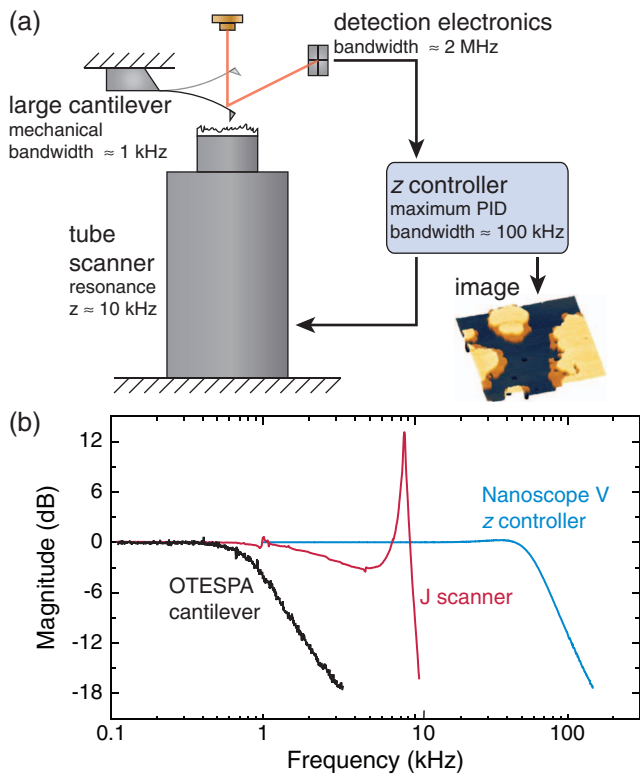 (a)
detection electronics
bandwidth ≈ 2 MHz
large cantilever
mechanical
bandwidth ≈ 1 kHz
z controller
maximum PID
bandwidth ≈ 100 kHz
tube
scanner
resonance
z ≈ 10 kHz
image
(b)
12
6
0
-6
-12
-18
Magnitude (dB)
Nanoscope V
z controller
OTESPA
cantilever
J scanner
0.1
1
10
100
Frequency (kHz)